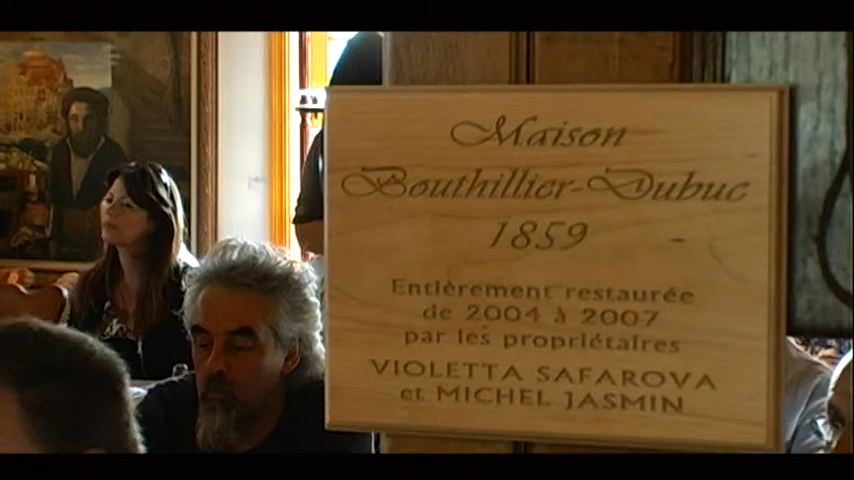 Maison
Bouthillier-Dubuc
1859
Entièrement restaurée
de 2004 à 2007
par les propriétaires
VIOLETTA SAFAROVA
et MICHEL JASMIN